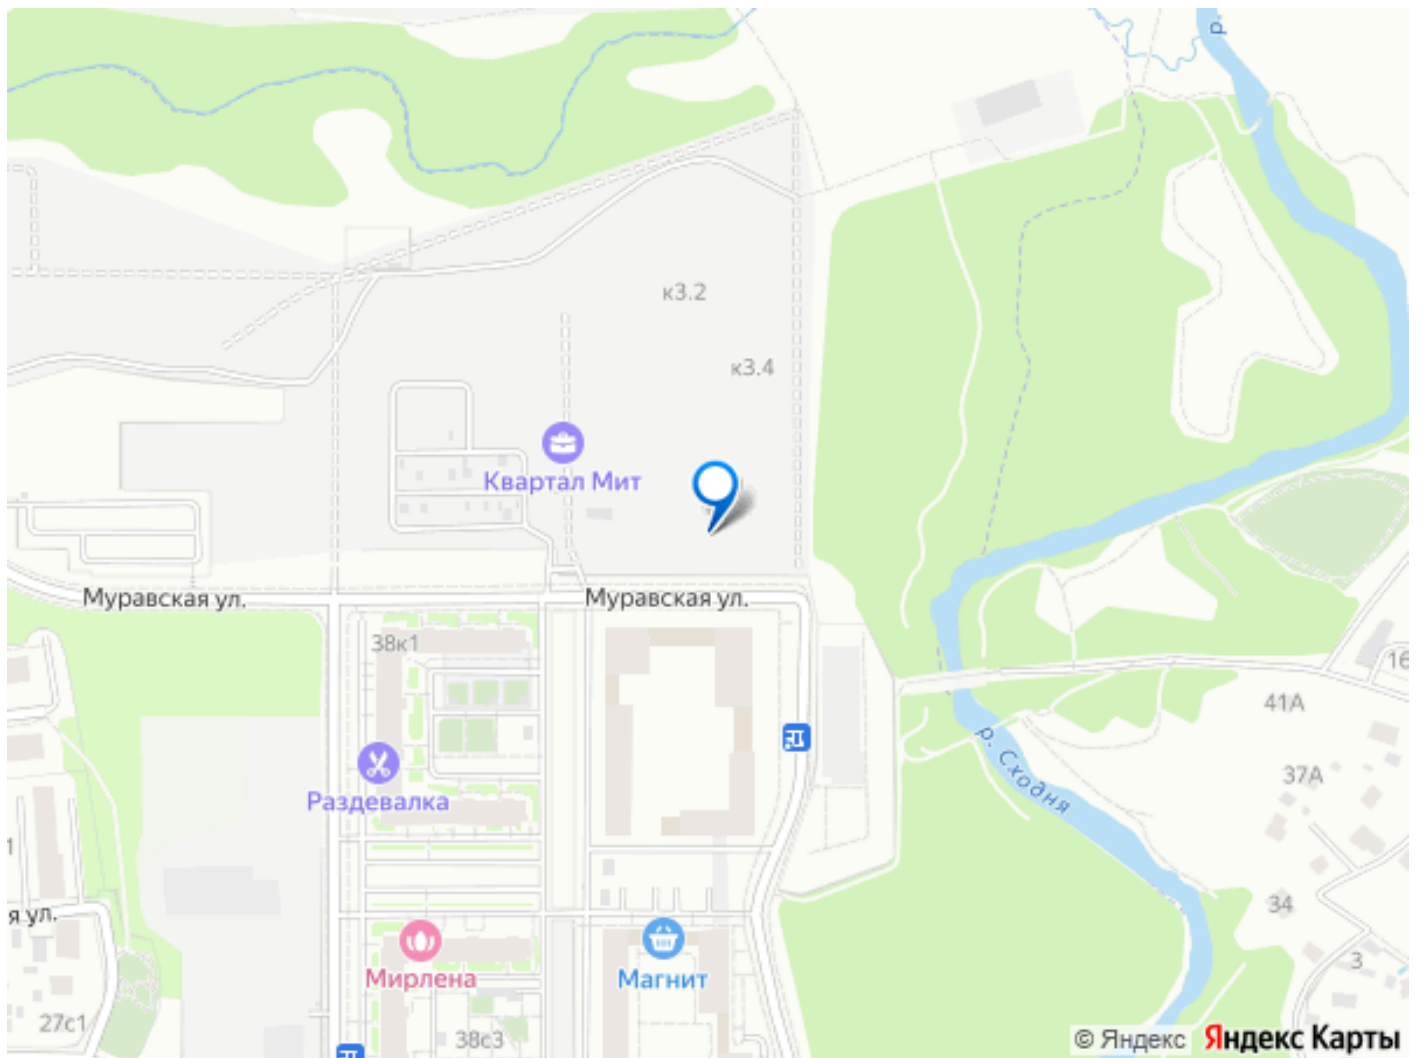 р.
к3.2
к3.4
Квартал Мит
Муравская ул.
Муравская ул.
38к1
16
41А
р. Сходня
37А
Раздевалка
1
34
я ул.
Мирлена
Магнит
3
27с1
38с3
© Яндекс Яндекс Карты